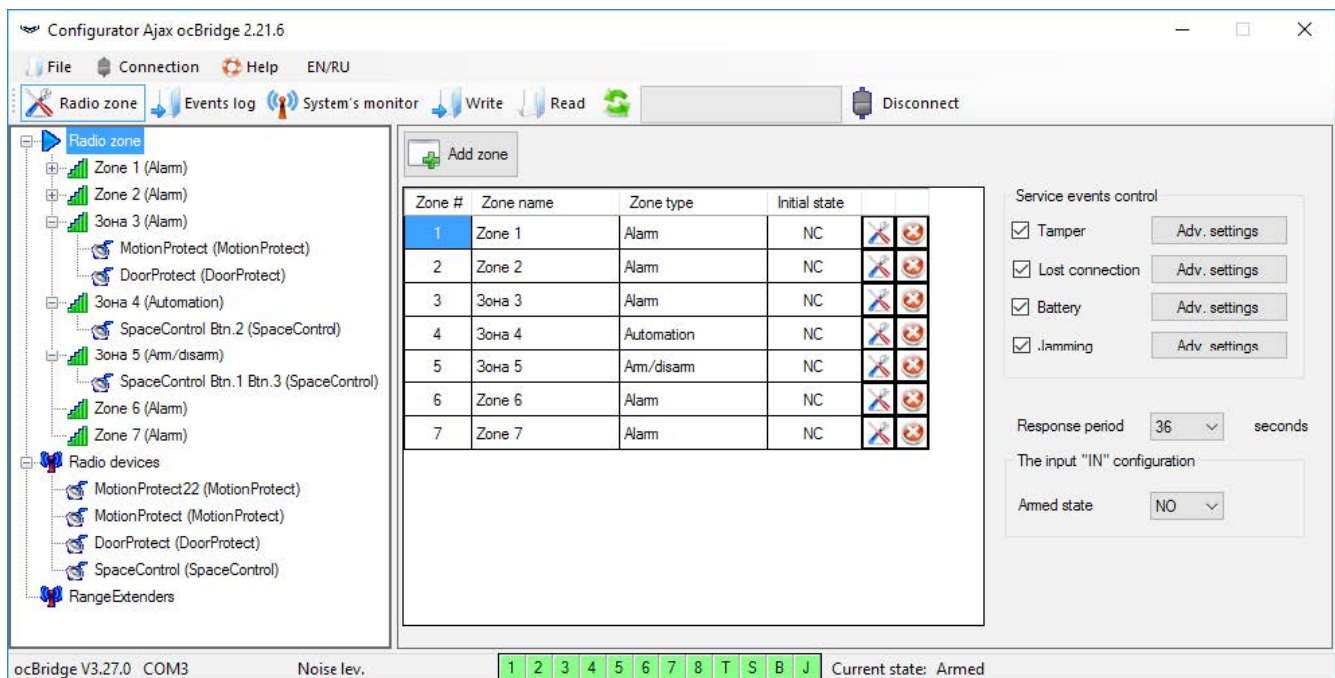 Configurator Ajax ocBridge 2.21.6
File Connection Help EN/RU
Radio zone Events log System's monitor Write Read Disconnect
Radio zone
Zone 1 (Alarm)
Zone 2 (Alarm)
Зона 3 (Alarm)
MotionProtect (MotionProtect)
DoorProtect (DoorProtect)
Зона 4 (Automation)
SpaceControl Btn.2 (SpaceControl)
Зона 5 (Arm/disarm)
SpaceControl Btn.1 Btn.3 (SpaceControl)
Zone 6 (Alarm)
Zone 7 (Alarm)
Radio devices
MotionProtect22 (MotionProtect)
MotionProtect (MotionProtect)
DoorProtect (DoorProtect)
SpaceControl (SpaceControl)
RangeExtenders
Add zone
Zone # Zone name Zone type Initial state
1 Zone 1 Alarm NC
2 Zone 2 Alarm NC
3 Зона 3 Alarm NC
4 Зона 4 Automation NC
5 Зона 5 Arm/disarm NC
6 Zone 6 Alarm NC
7 Zone 7 Alarm NC
Service events control
Tamper Adv. settings
Lost connection Adv. settings
Battery Adv. settings
Jamming Adv. settings
Response period 36 seconds
The input "IN" configuration
Armed state NO
ocBridge V3.27.0 COM3 Noise lev. 1 2 3 4 5 6 7 8 T S B J Current state: Armed